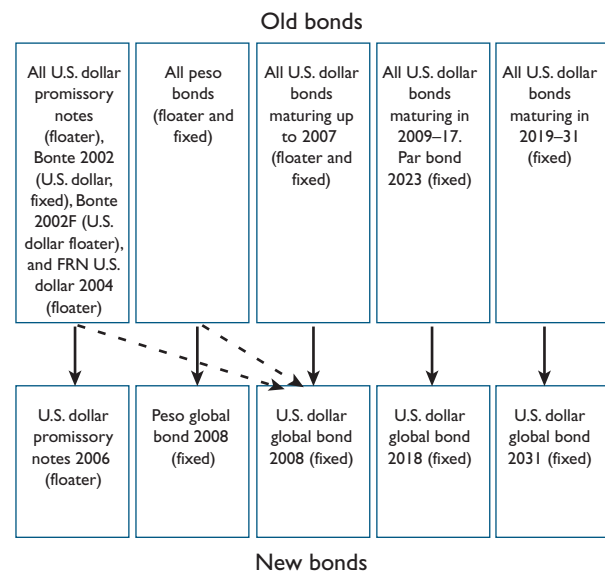 Old bonds
All U.S. dollar
promissory
notes
(floater),
Bonte 2002
(U.S. dollar,
fixed), Bonte
2002F (U.S.
dollar floater),
and FRN U.S.
dollar 2004
(floater)
All peso
bonds
(floater and
fixed)
All U.S. dollar
bonds
maturing up
to 2007
(floater and
fixed)
All U.S. dollar
bonds
maturing in
2009–17.
Par bond
2023 (fixed)
All U.S. dollar
bonds
maturing in
2019–31
(fixed)
U.S. dollar
promissory
notes 2006
(floater)
Peso global
bond 2008
(fixed)
U.S. dollar
global bond
2008 (fixed)
U.S. dollar
global bond
2018 (fixed)
U.S. dollar
global bond
2031 (fixed)
New bonds